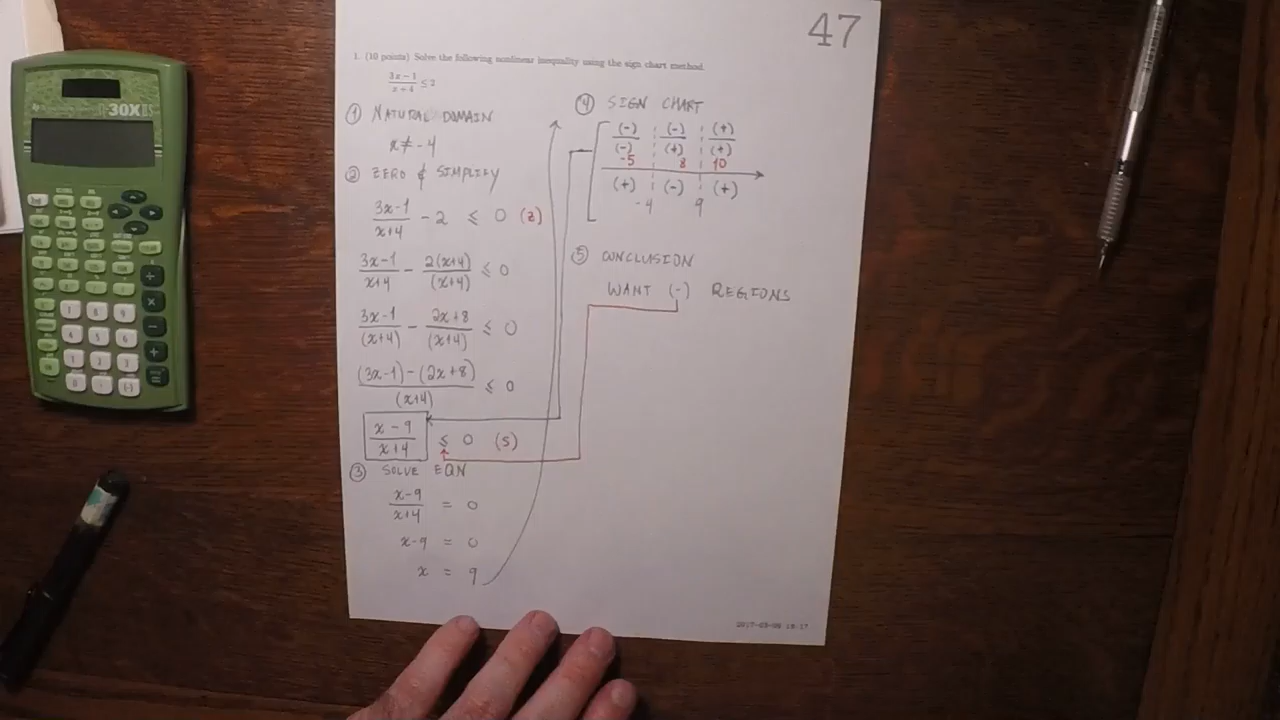 47
1. (10 points) Solve the following nonlinear inequality using the sign chart method.
3x−1
x+4 ≤ 2
① NATURAL DOMAIN
x ≠ -4
② ZERO & SIMPLIFY
3x-1
x+4 - 2 ≤ 0 (z)
3x-1 2(x+4)
x+4 - (x+4) ≤ 0
3x-1 2x+8
(x+4) - (x+4) ≤ 0
(3x-1) - (2x+8)
(x+4) ≤ 0
x-9
x+4 ≤ 0 (S)
③ SOLVE EQN
x-9
x+4 = 0
x-9 = 0
x = 9
④ SIGN CHART
(-) (-) (+)
(-) (+) (+)
-5 8 10
(+) (-) (+)
-4 9
⑤ CONCLUSION
WANT (-) REGIONS
30X IIS